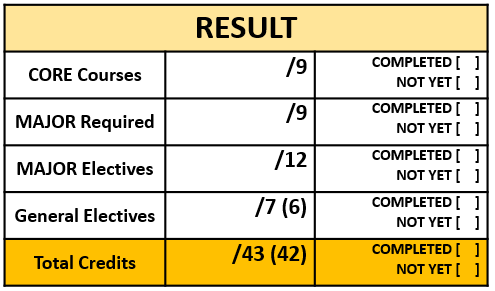 RESULT
CORE Courses
/9
COMPLETED [ ]
NOT YET [ ]
MAJOR Required
/9
COMPLETED [ ]
NOT YET [ ]
MAJOR Electives
/12
COMPLETED [ ]
NOT YET [ ]
General Electives
/7 (6)
COMPLETED [ ]
NOT YET [ ]
Total Credits
/43 (42)
COMPLETED [ ]
NOT YET [ ]